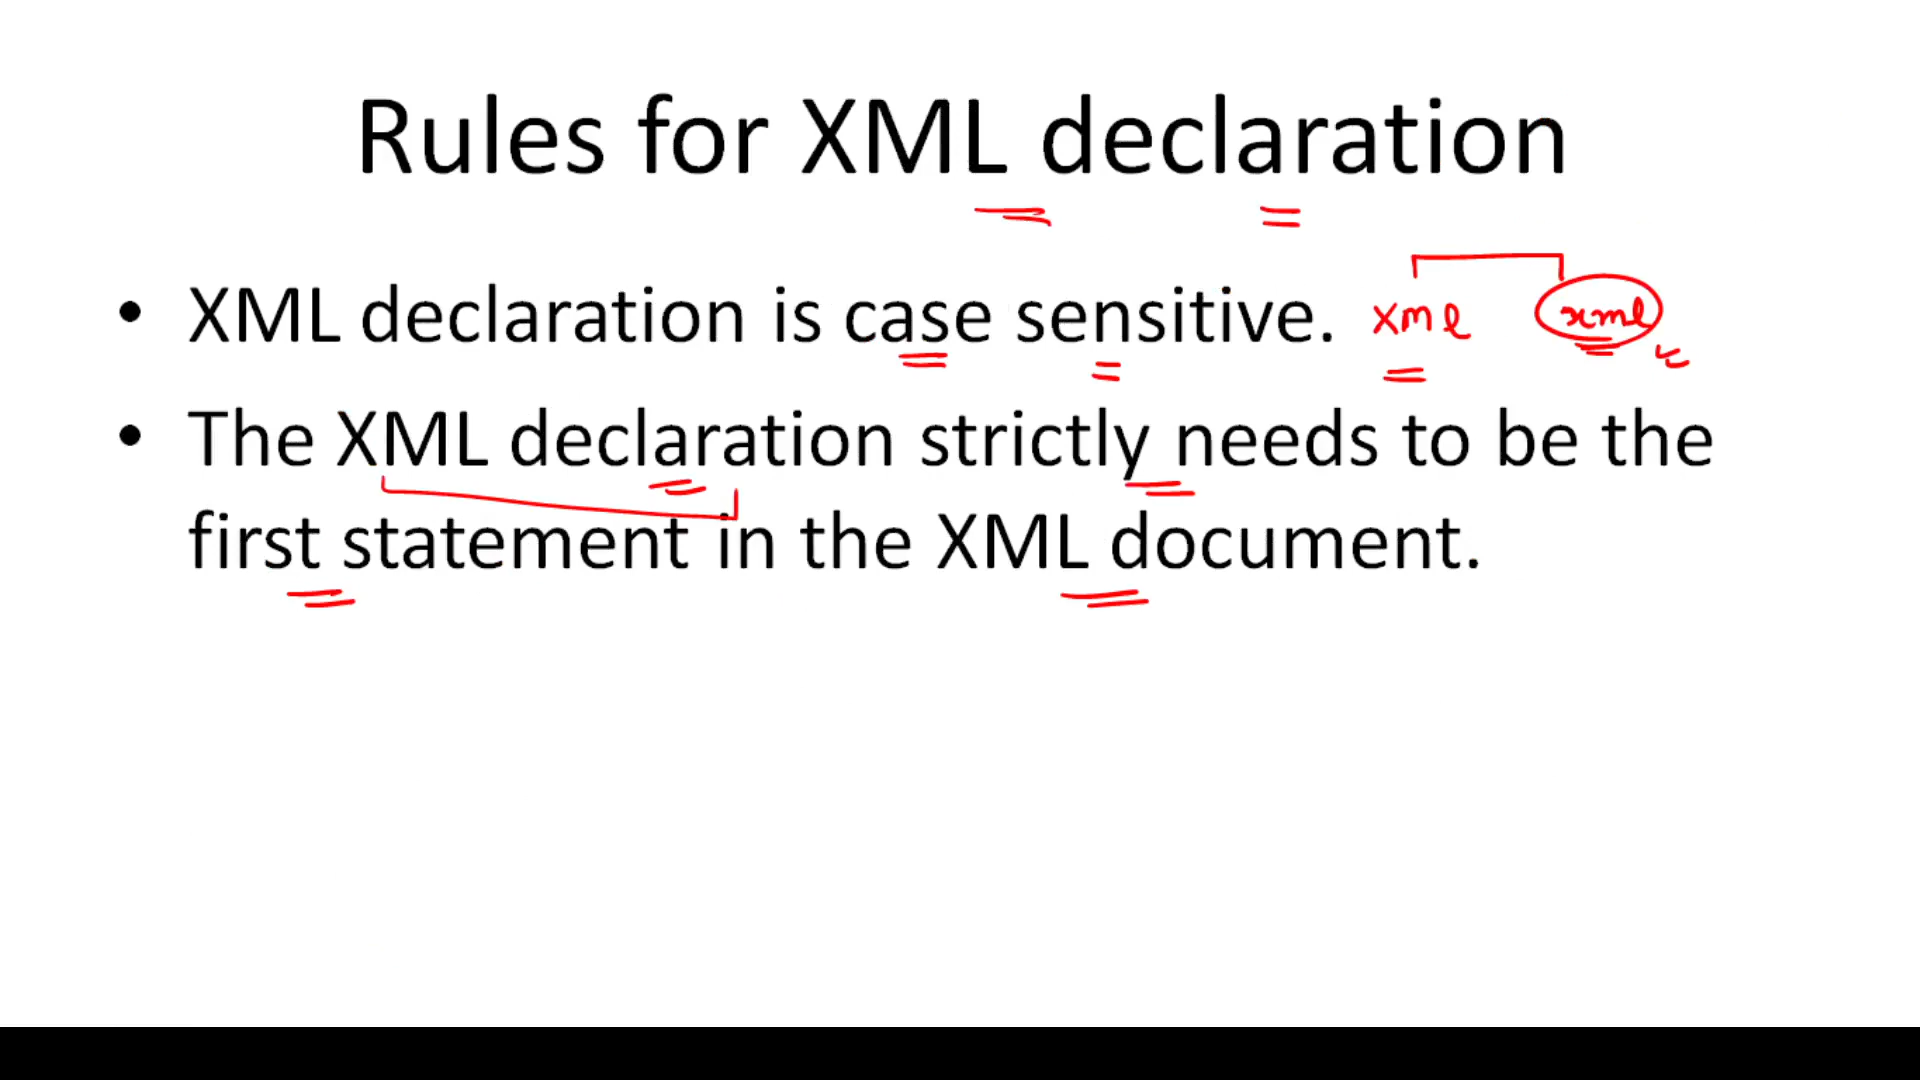 Rules for XML declaration
• XML declaration is case sensitive. xml xml
• The XML declaration strictly needs to be the
first statement in the XML document.